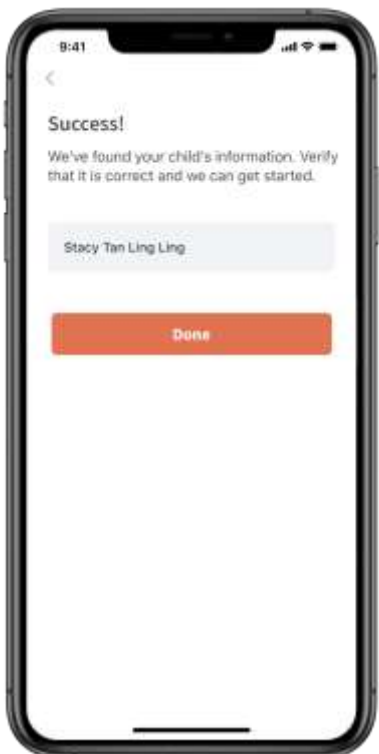 9:41
Success!
We've found your child's information. Verify
that it is correct and we can get started.
Stacy Tan Ling Ling
Done